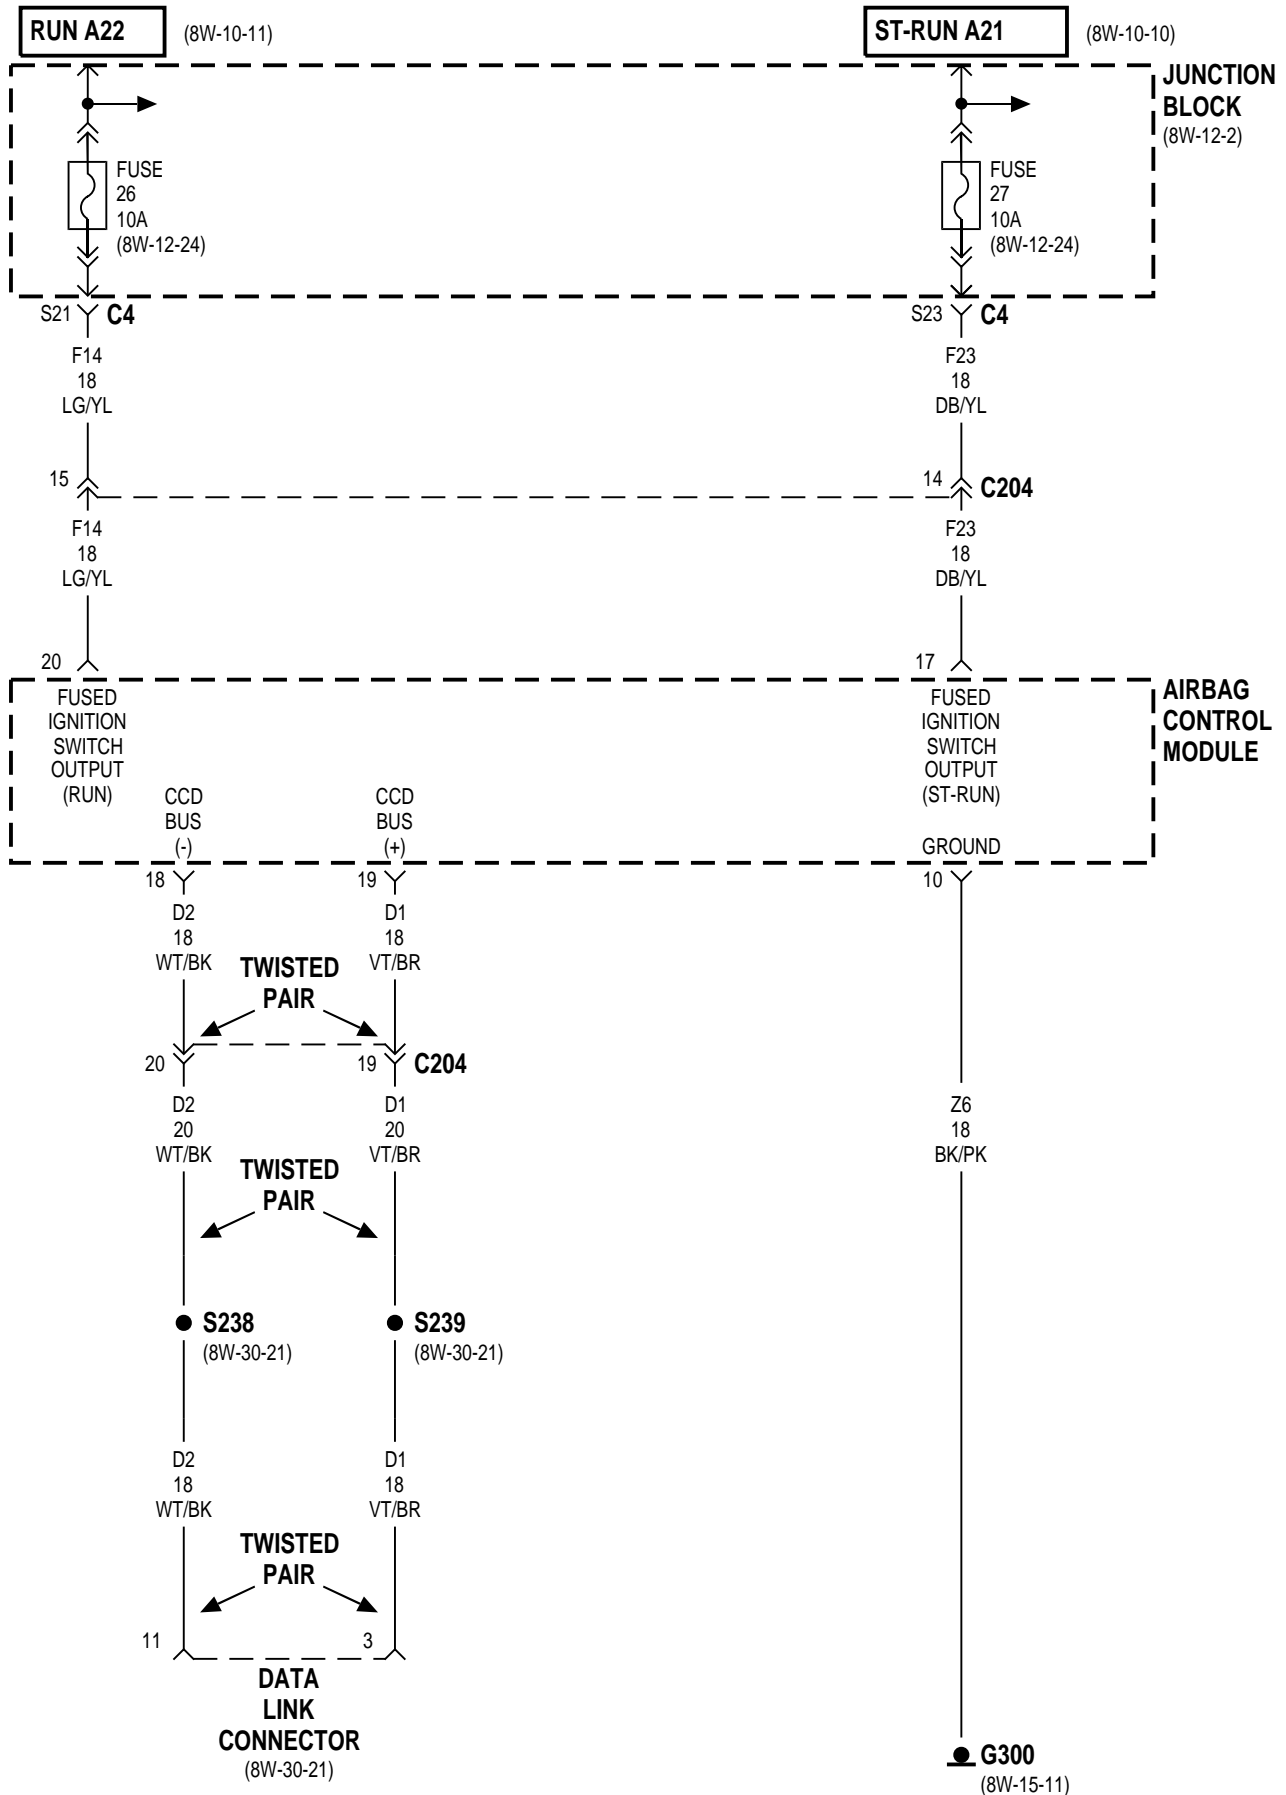 RUN A22 (8W-10-11) ST-RUN A21 (8W-10-10)
JUNCTION
BLOCK
(8W-12-2)
FUSE
26
10A
(8W-12-24)
FUSE
27
10A
(8W-12-24)
S21 C4
S23 C4
F14
18
LG/YL
F23
18
DB/YL
15
14
C204
F14
18
LG/YL
F23
18
DB/YL
20
17
AIRBAG
CONTROL
MODULE
FUSED
IGNITION
SWITCH
OUTPUT
(RUN)
FUSED
IGNITION
SWITCH
OUTPUT
(ST-RUN)
CCD
BUS
(-)
CCD
BUS
(+)
GROUND
18
19
10
D2
18
WT/BK
D1
18
VT/BR
TWISTED
PAIR
20
19
C204
D2
20
WT/BK
D1
20
VT/BR
Z6
18
BK/PK
TWISTED
PAIR
S238
(8W-30-21)
S239
(8W-30-21)
D2
18
WT/BK
D1
18
VT/BR
TWISTED
PAIR
11
3
DATA
LINK
CONNECTOR
(8W-30-21)
G300
(8W-15-11)